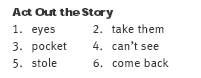 Act Out the Story
1. eyes 2. take them
3. pocket 4. can't see
5. stole 6. come back